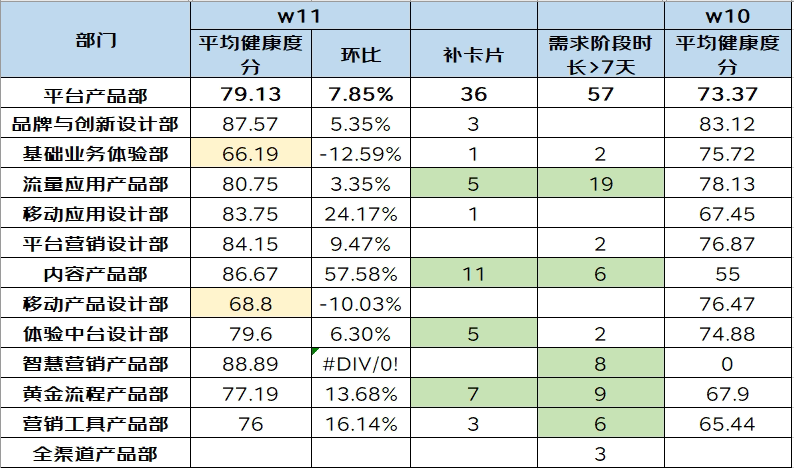 部门 w11 w10
平均健康度分 环比 补卡片 需求阶段时长>7天 平均健康度分
平台产品部 79.13 7.85% 36 57 73.37
品牌与创新设计部 87.57 5.35% 3 83.12
基础业务体验部 66.19 -12.59% 1 2 75.72
流量应用产品部 80.75 3.35% 5 19 78.13
移动应用设计部 83.75 24.17% 1 67.45
平台营销设计部 84.15 9.47% 2 76.87
内容产品部 86.67 57.58% 11 6 55
移动产品设计部 68.8 -10.03% 76.47
体验中台设计部 79.6 6.30% 5 2 74.88
智慧营销产品部 88.89 #DIV/0! 8 0
黄金流程产品部 77.19 13.68% 7 9 67.9
营销工具产品部 76 16.14% 3 6 65.44
全渠道产品部 3